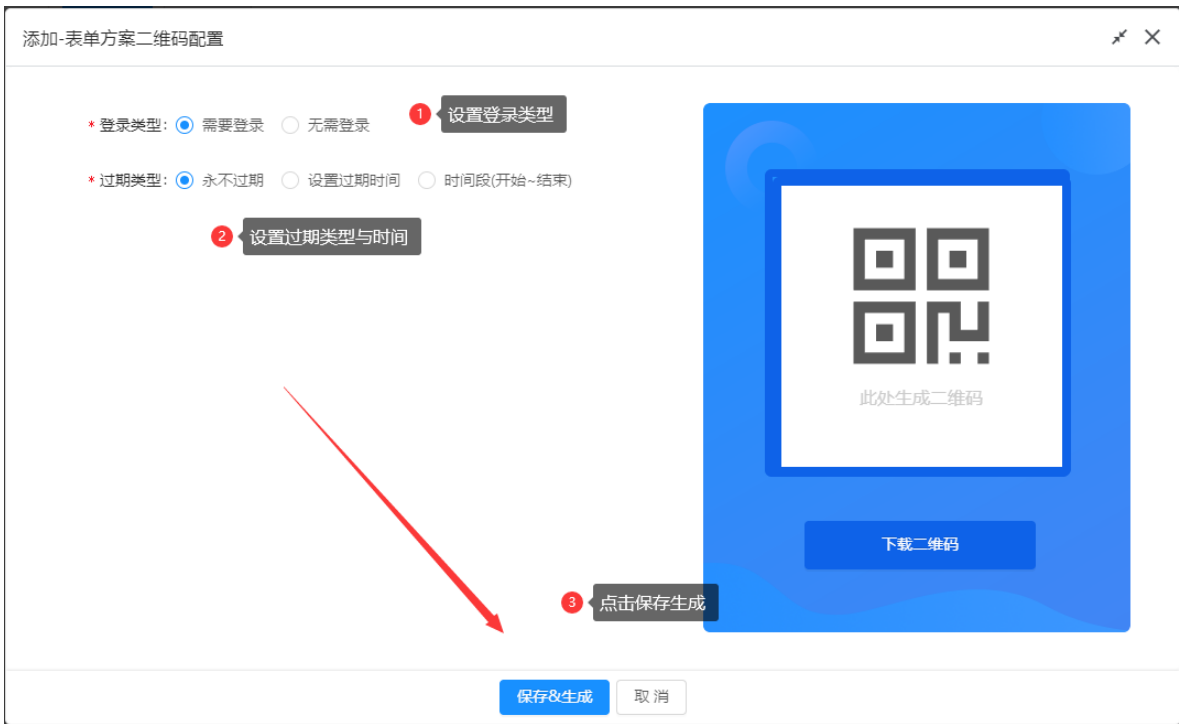 添加-表单方案二维码配置
* 登录类型: 需要登录 无需登录
1 设置登录类型
* 过期类型: 永不过期 设置过期时间 时间段(开始~结束)
2 设置过期类型与时间
此处生成二维码
下载二维码
3 点击保存生成
保存&生成 取消